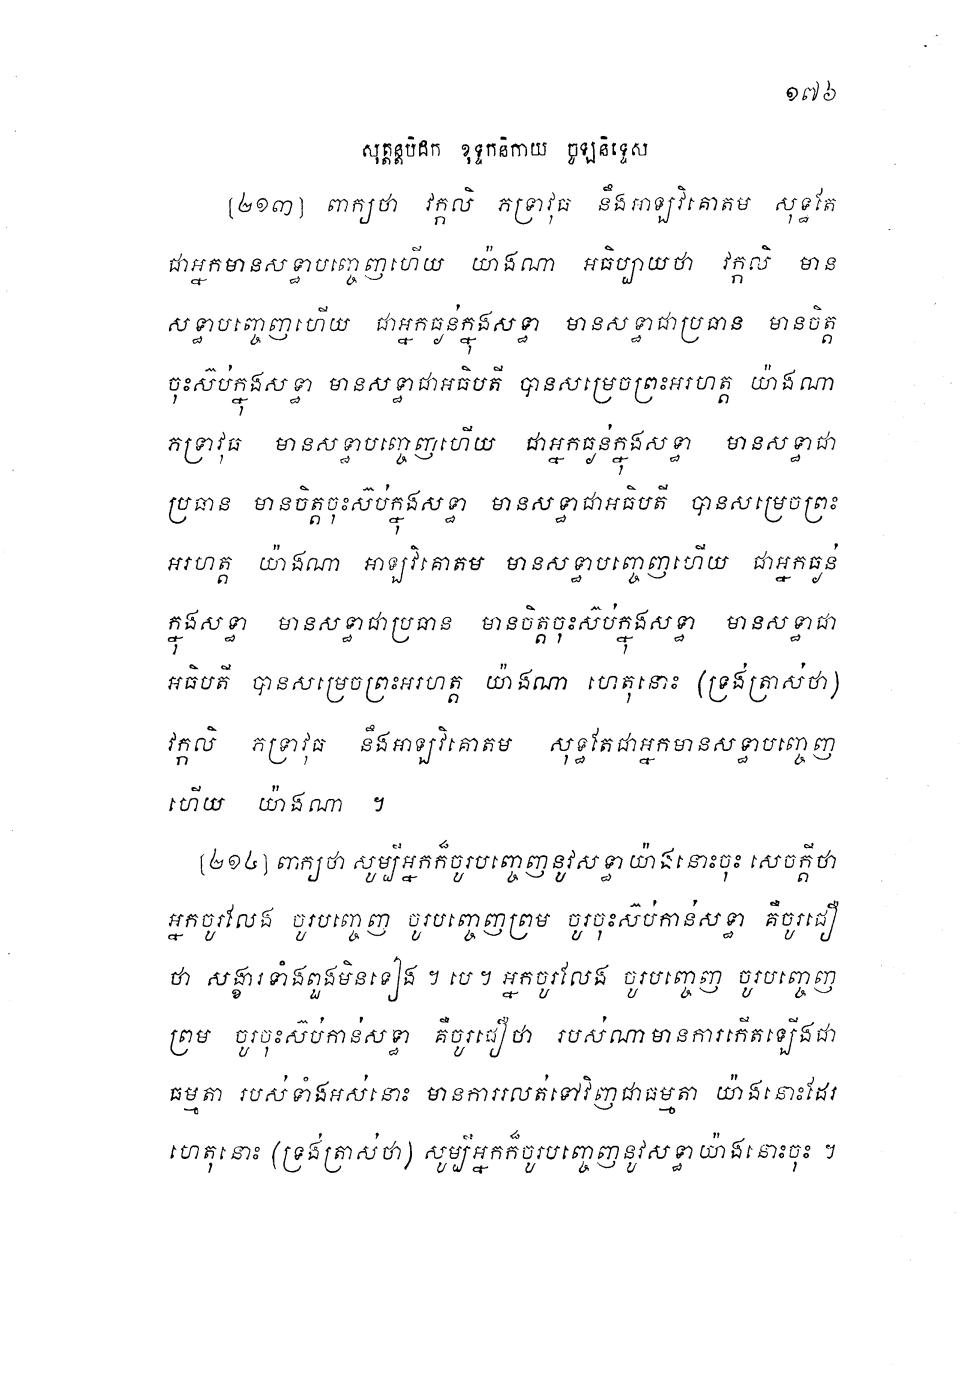 ១៧៦
សុត្តន្តបិដក ខុទ្ទកនិកាយ ចូឡនិទ្ទេស
(២១៣) ពាក្យថា វក្កលិ ភទ្រាវុធ នឹងអាឡវិគោតម សុទ្ធតែ
ជាអ្នកមានសទ្ធាបញ្ចេញហើយ យ៉ាងណា អធិប្បាយថា វក្កលិ មាន
សទ្ធាបញ្ចេញហើយ ជាអ្នកធ្ងន់ក្នុងសទ្ធា មានសទ្ធាជាប្រធាន មានចិត្ត
ចុះស៊ប់ក្នុងសទ្ធា មានសទ្ធាជាអធិបតី បានសម្រេចព្រះអរហត្ត យ៉ាងណា
ភទ្រាវុធ មានសទ្ធាបញ្ចេញហើយ ជាអ្នកធ្ងន់ក្នុងសទ្ធា មានសទ្ធាជា
ប្រធាន មានចិត្តចុះស៊ប់ក្នុងសទ្ធា មានសទ្ធាជាអធិបតី បានសម្រេចព្រះ
អរហត្ត យ៉ាងណា អាឡវិគោតម មានសទ្ធាបញ្ចេញហើយ ជាអ្នកធ្ងន់
ក្នុងសទ្ធា មានសទ្ធាជាប្រធាន មានចិត្តចុះស៊ប់ក្នុងសទ្ធា មានសទ្ធាជា
អធិបតី បានសម្រេចព្រះអរហត្ត យ៉ាងណា ហេតុនោះ (ទ្រង់ត្រាស់ថា)
វក្កលិ ភទ្រាវុធ នឹងអាឡវិគោតម សុទ្ធតែជាអ្នកមានសទ្ធាបញ្ចេញ
ហើយ យ៉ាងណា ។
(២១៤) ពាក្យថា សូម្បីអ្នកក៏ចូរបញ្ចេញនូវសទ្ធាយ៉ាងនោះចុះ សេចក្តីថា
អ្នកចូរលែង ចូរបញ្ចេញ ចូរបញ្ចេញព្រម ចូរចុះស៊ប់កាន់សទ្ធា គឺចូរជឿ
ថា សង្ខារទាំងពួងមិនទៀង ។ បេ ។ អ្នកចូរលែង ចូរបញ្ចេញ ចូរបញ្ចេញ
ព្រម ចូរចុះស៊ប់កាន់សទ្ធា គឺចូរជឿថា របស់ណាមានការកើតឡើងជា
ធម្មតា របស់ទាំងអស់នោះ មានការរលត់ទៅវិញជាធម្មតា យ៉ាងនោះដែរ
ហេតុនោះ (ទ្រង់ត្រាស់ថា) សូម្បីអ្នកក៏ចូរបញ្ចេញនូវសទ្ធាយ៉ាងនោះចុះ ។